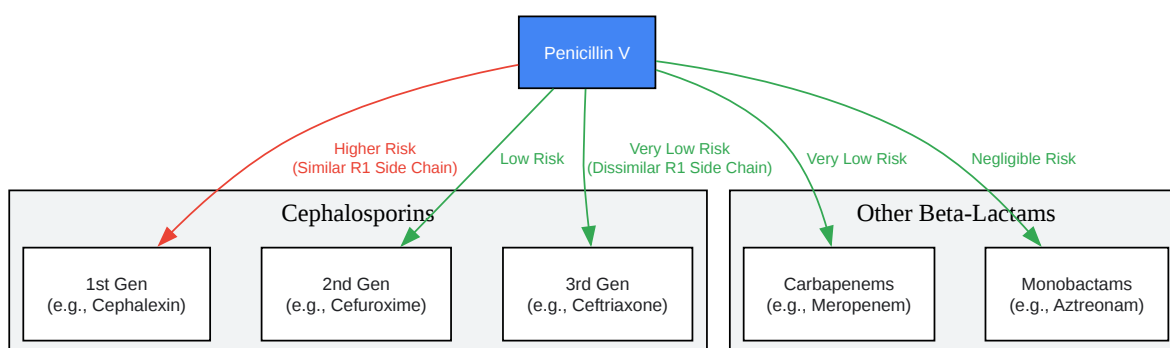 Penicillin V
Higher Risk
(Similar R1 Side Chain)
Low Risk
Very Low Risk
(Dissimilar R1 Side Chain)
Very Low Risk
Negligible Risk
Cephalosporins
Other Beta-Lactams
1st Gen
(e.g., Cephalexin)
2nd Gen
(e.g., Cefuroxime)
3rd Gen
(e.g., Ceftriaxone)
Carbapenems
(e.g., Meropenem)
Monobactams
(e.g., Aztreonam)